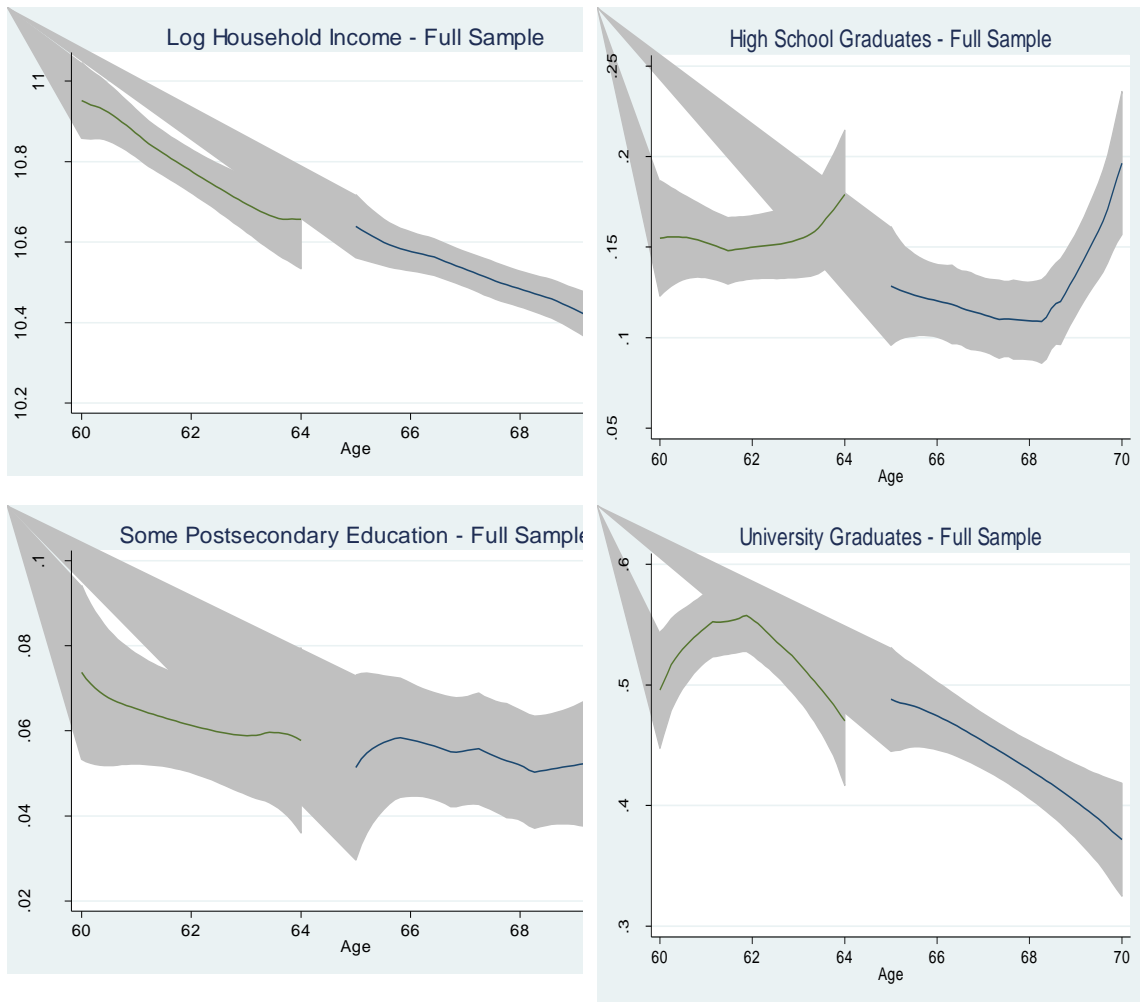 Log Household Income - Full Sample
11
10.8
10.6
10.4
10.2
60 62 64 66 68
Age
High School Graduates - Full Sample
.25
.2
.15
.1
.05
60 62 64 66 68 70
Age
Some Postsecondary Education - Full Sample
.1
.08
.06
.04
.02
60 62 64 66 68
Age
University Graduates - Full Sample
.6
.5
.4
.3
60 62 64 66 68 70
Age